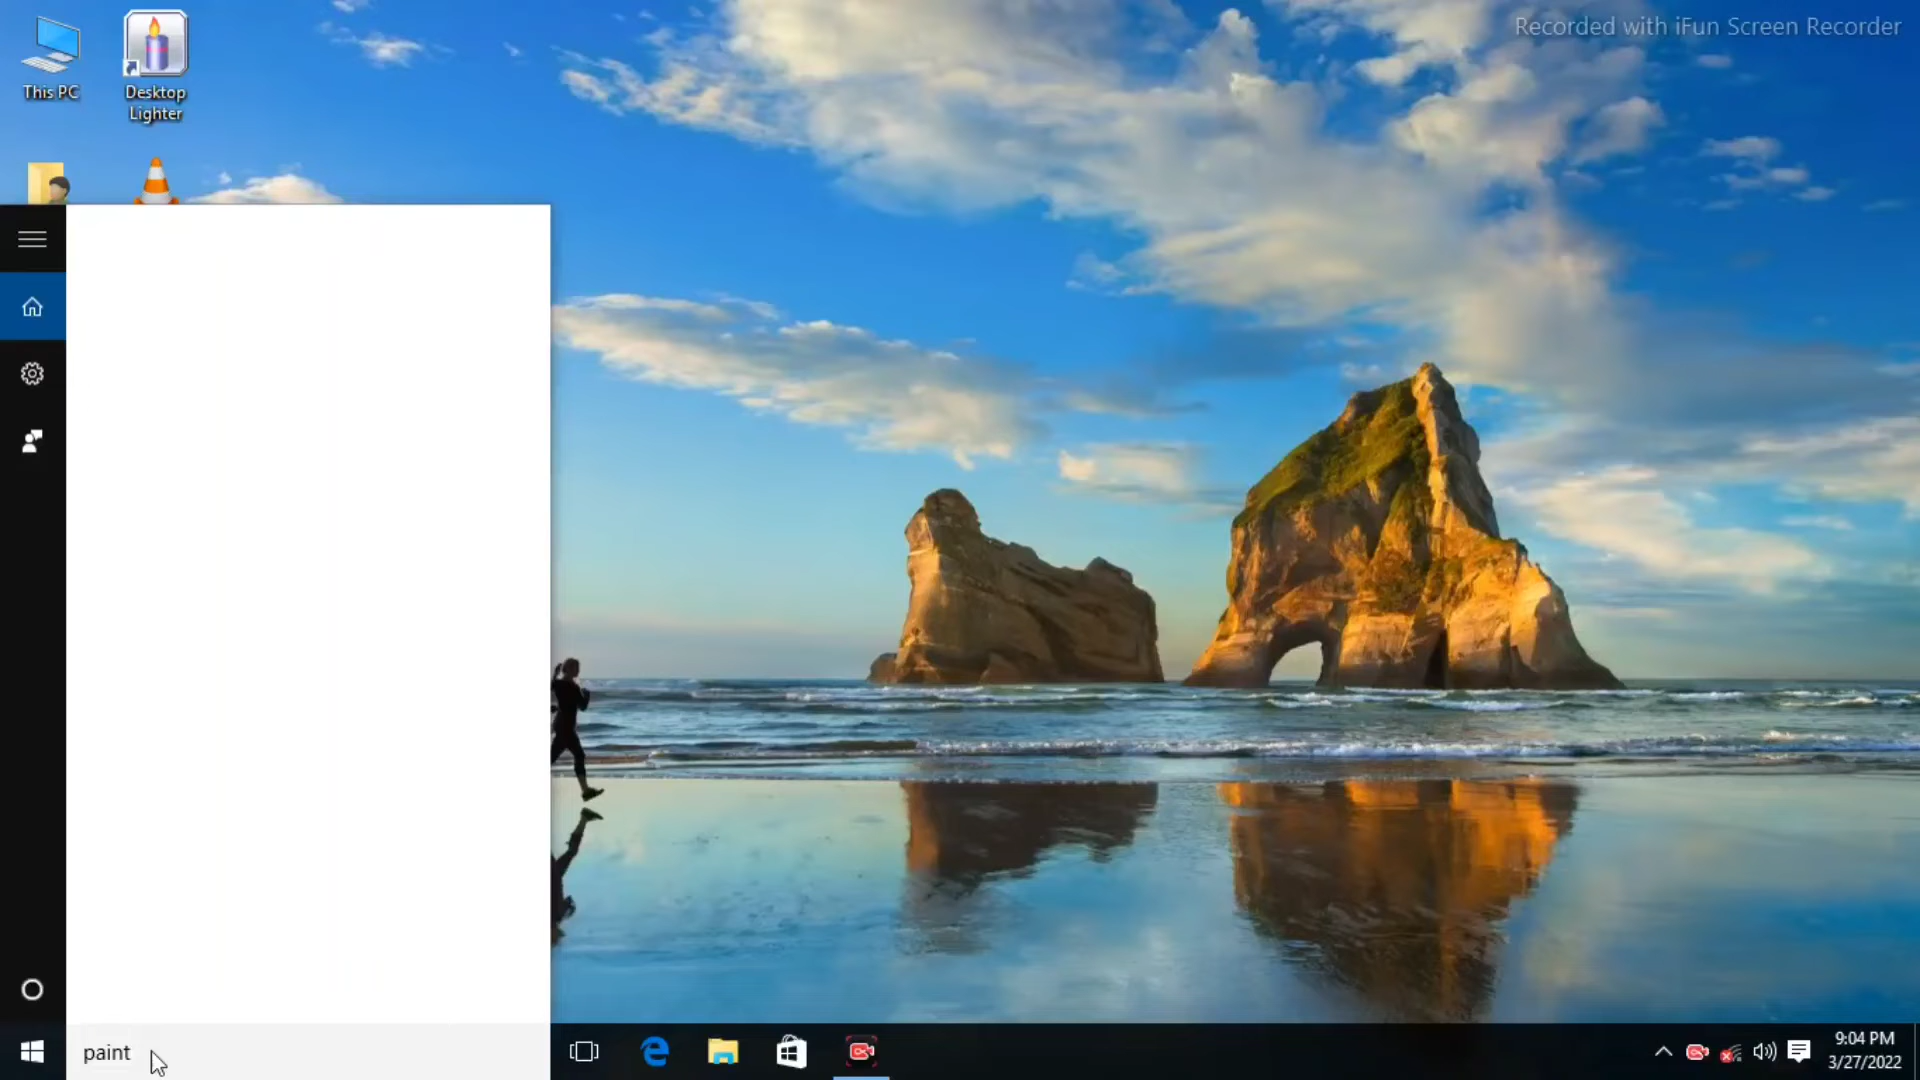 Recorded with iFun Screen Recorder
This PC
Desktop
Lighter
paint
9:04 PM
3/27/2022